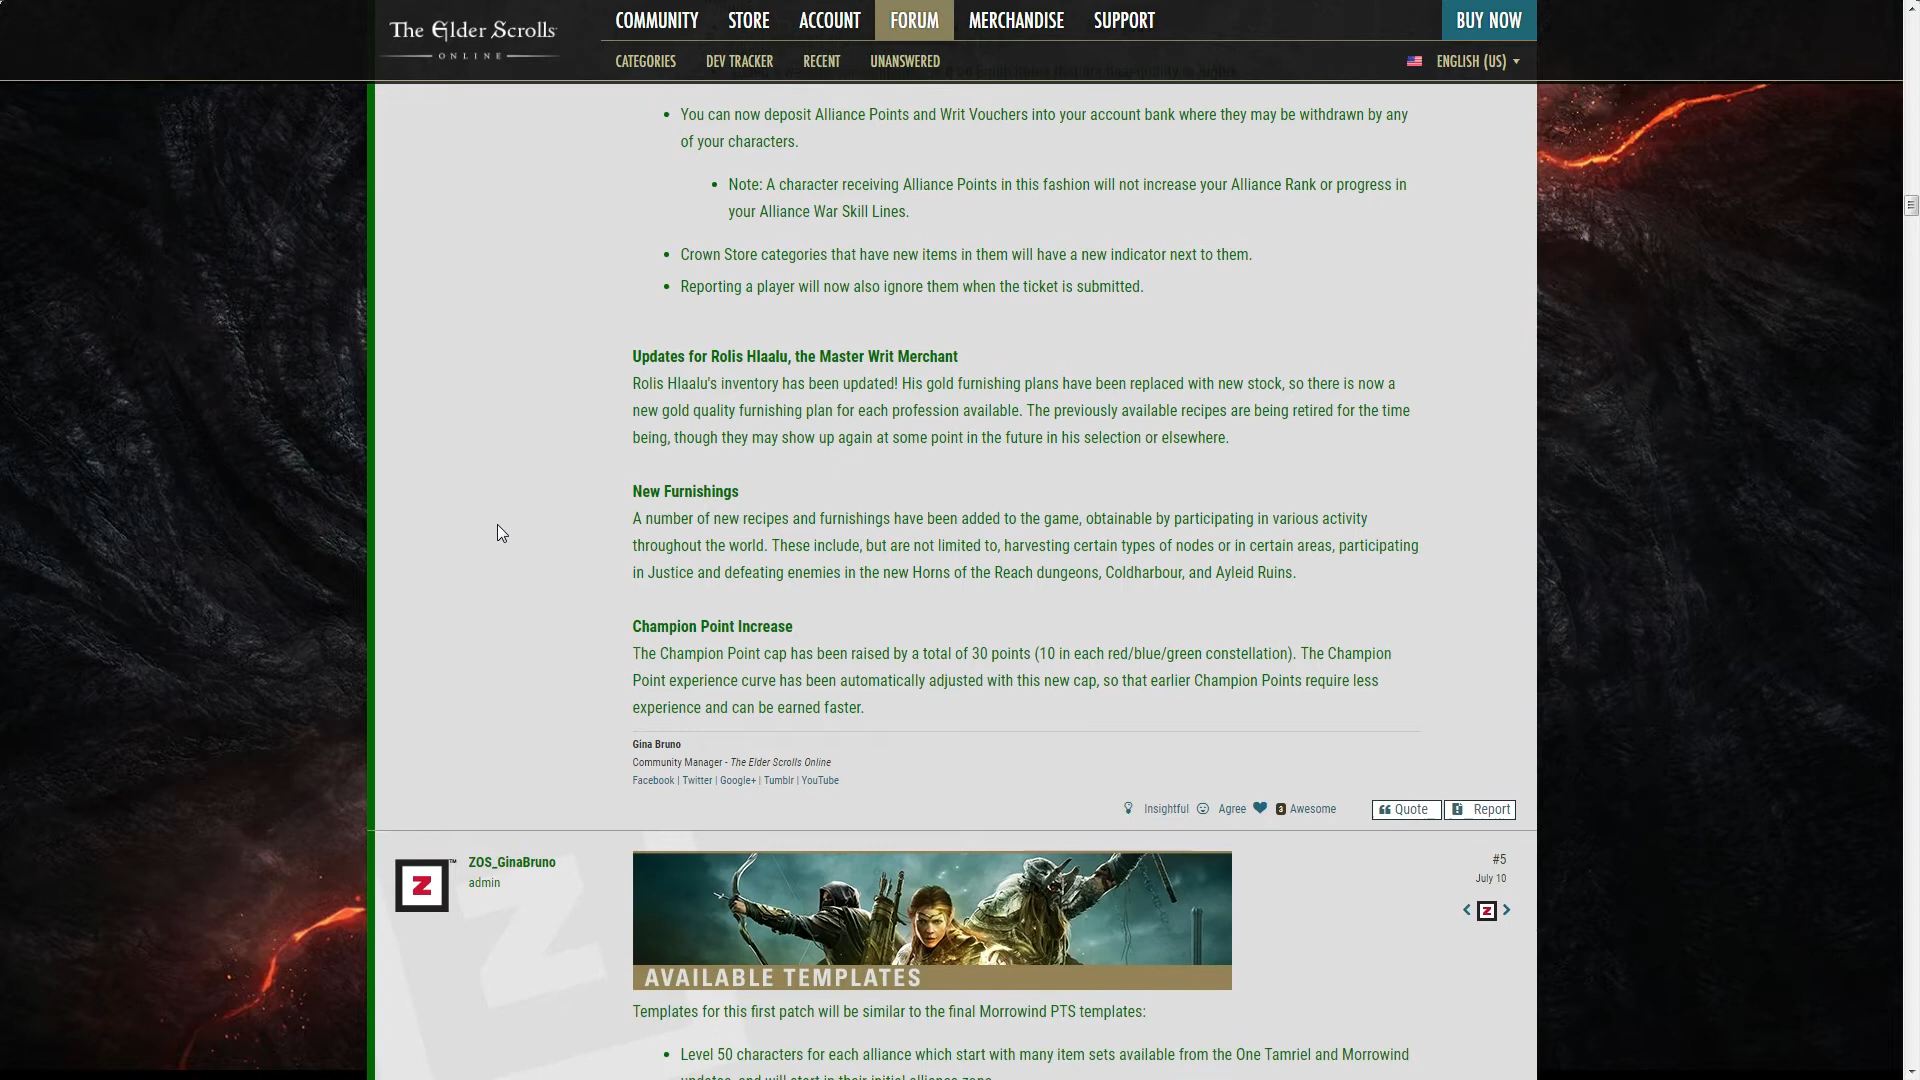 The Elder Scrolls
ONLINE
COMMUNITY STORE ACCOUNT FORUM MERCHANDISE SUPPORT BUY NOW
CATEGORIES DEV TRACKER RECENT UNANSWERED ENGLISH (US)
• You can now deposit Alliance Points and Writ Vouchers into your account bank where they may be withdrawn by any
of your characters.
• Note: A character receiving Alliance Points in this fashion will not increase your Alliance Rank or progress in
your Alliance War Skill Lines.
• Crown Store categories that have new items in them will have a new indicator next to them.
• Reporting a player will now also ignore them when the ticket is submitted.
Updates for Rolis Hlaalu, the Master Writ Merchant
Rolis Hlaalu's inventory has been updated! His gold furnishing plans have been replaced with new stock, so there is now a
new gold quality furnishing plan for each profession available. The previously available recipes are being retired for the time
being, though they may show up again at some point in the future in his selection or elsewhere.
New Furnishings
A number of new recipes and furnishings have been added to the game, obtainable by participating in various activity
throughout the world. These include, but are not limited to, harvesting certain types of nodes or in certain areas, participating
in Justice and defeating enemies in the new Horns of the Reach dungeons, Coldharbour, and Ayleid Ruins.
Champion Point Increase
The Champion Point cap has been raised by a total of 30 points (10 in each red/blue/green constellation). The Champion
Point experience curve has been automatically adjusted with this new cap, so that earlier Champion Points require less
experience and can be earned faster.
Gina Bruno
Community Manager - The Elder Scrolls Online
Facebook | Twitter | Google+ | Tumblr | YouTube
Insightful Agree 3 Awesome Quote Report
Z™ ZOS_GinaBruno #5
admin July 10
< Z >
AVAILABLE TEMPLATES
Templates for this first patch will be similar to the final Morrowind PTS templates:
• Level 50 characters for each alliance which start with many item sets available from the One Tamriel and Morrowind
updates, and will start in their initial alliance zone.